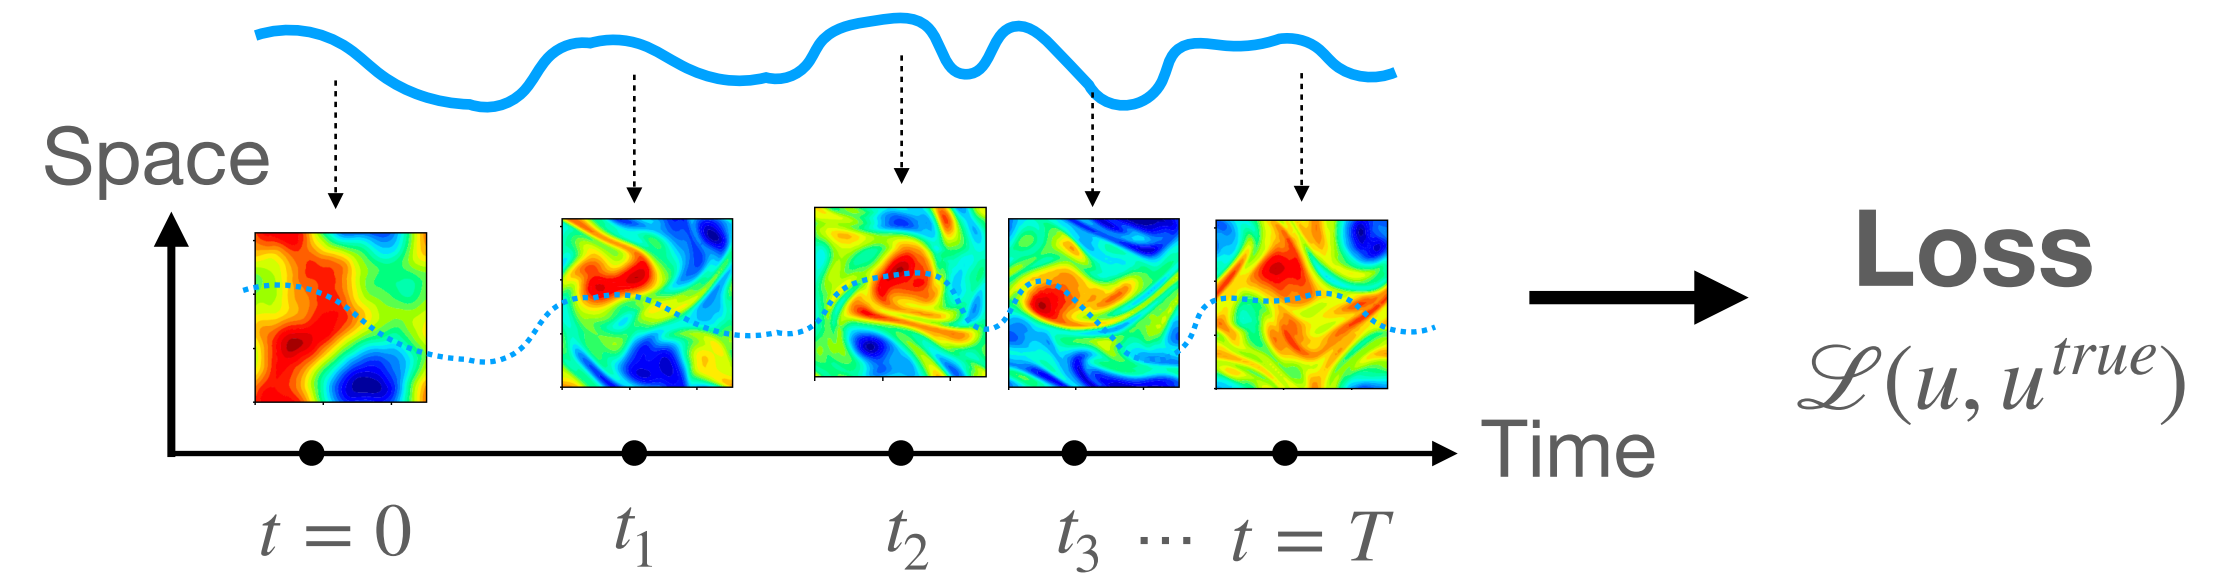 Space
Loss
ℒ(u, u^{true})
Time
t = 0
t₁
t₂
t₃
⋯
t = T